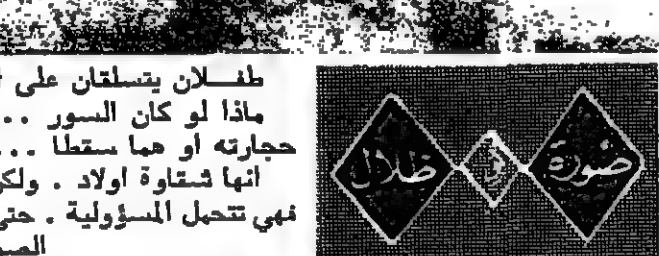 صورة و ظلال
طفلان يتسلقان على
ماذا لو كان السور ...
حجارته او هما سقطا ...
انها شقاوة اولاد . ولكن
فهي تتحمل المسؤولية . حتى